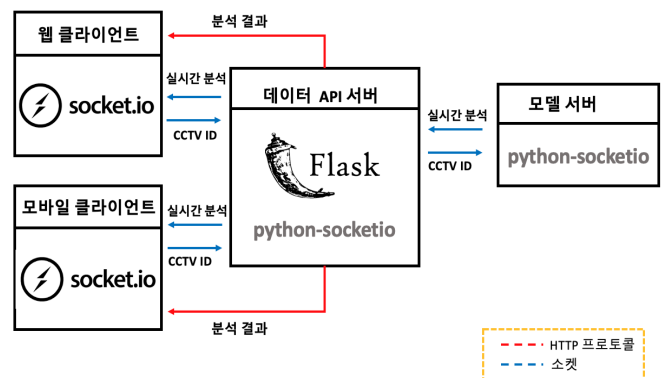 분석 결과
웹 클라이언트
socket.io
실시간 분석
CCTV ID
데이터 API 서버
Flask
python-socketio
실시간 분석
CCTV ID
모델 서버
python-socketio
모바일 클라이언트
socket.io
실시간 분석
CCTV ID
분석 결과
HTTP 프로토콜
소켓